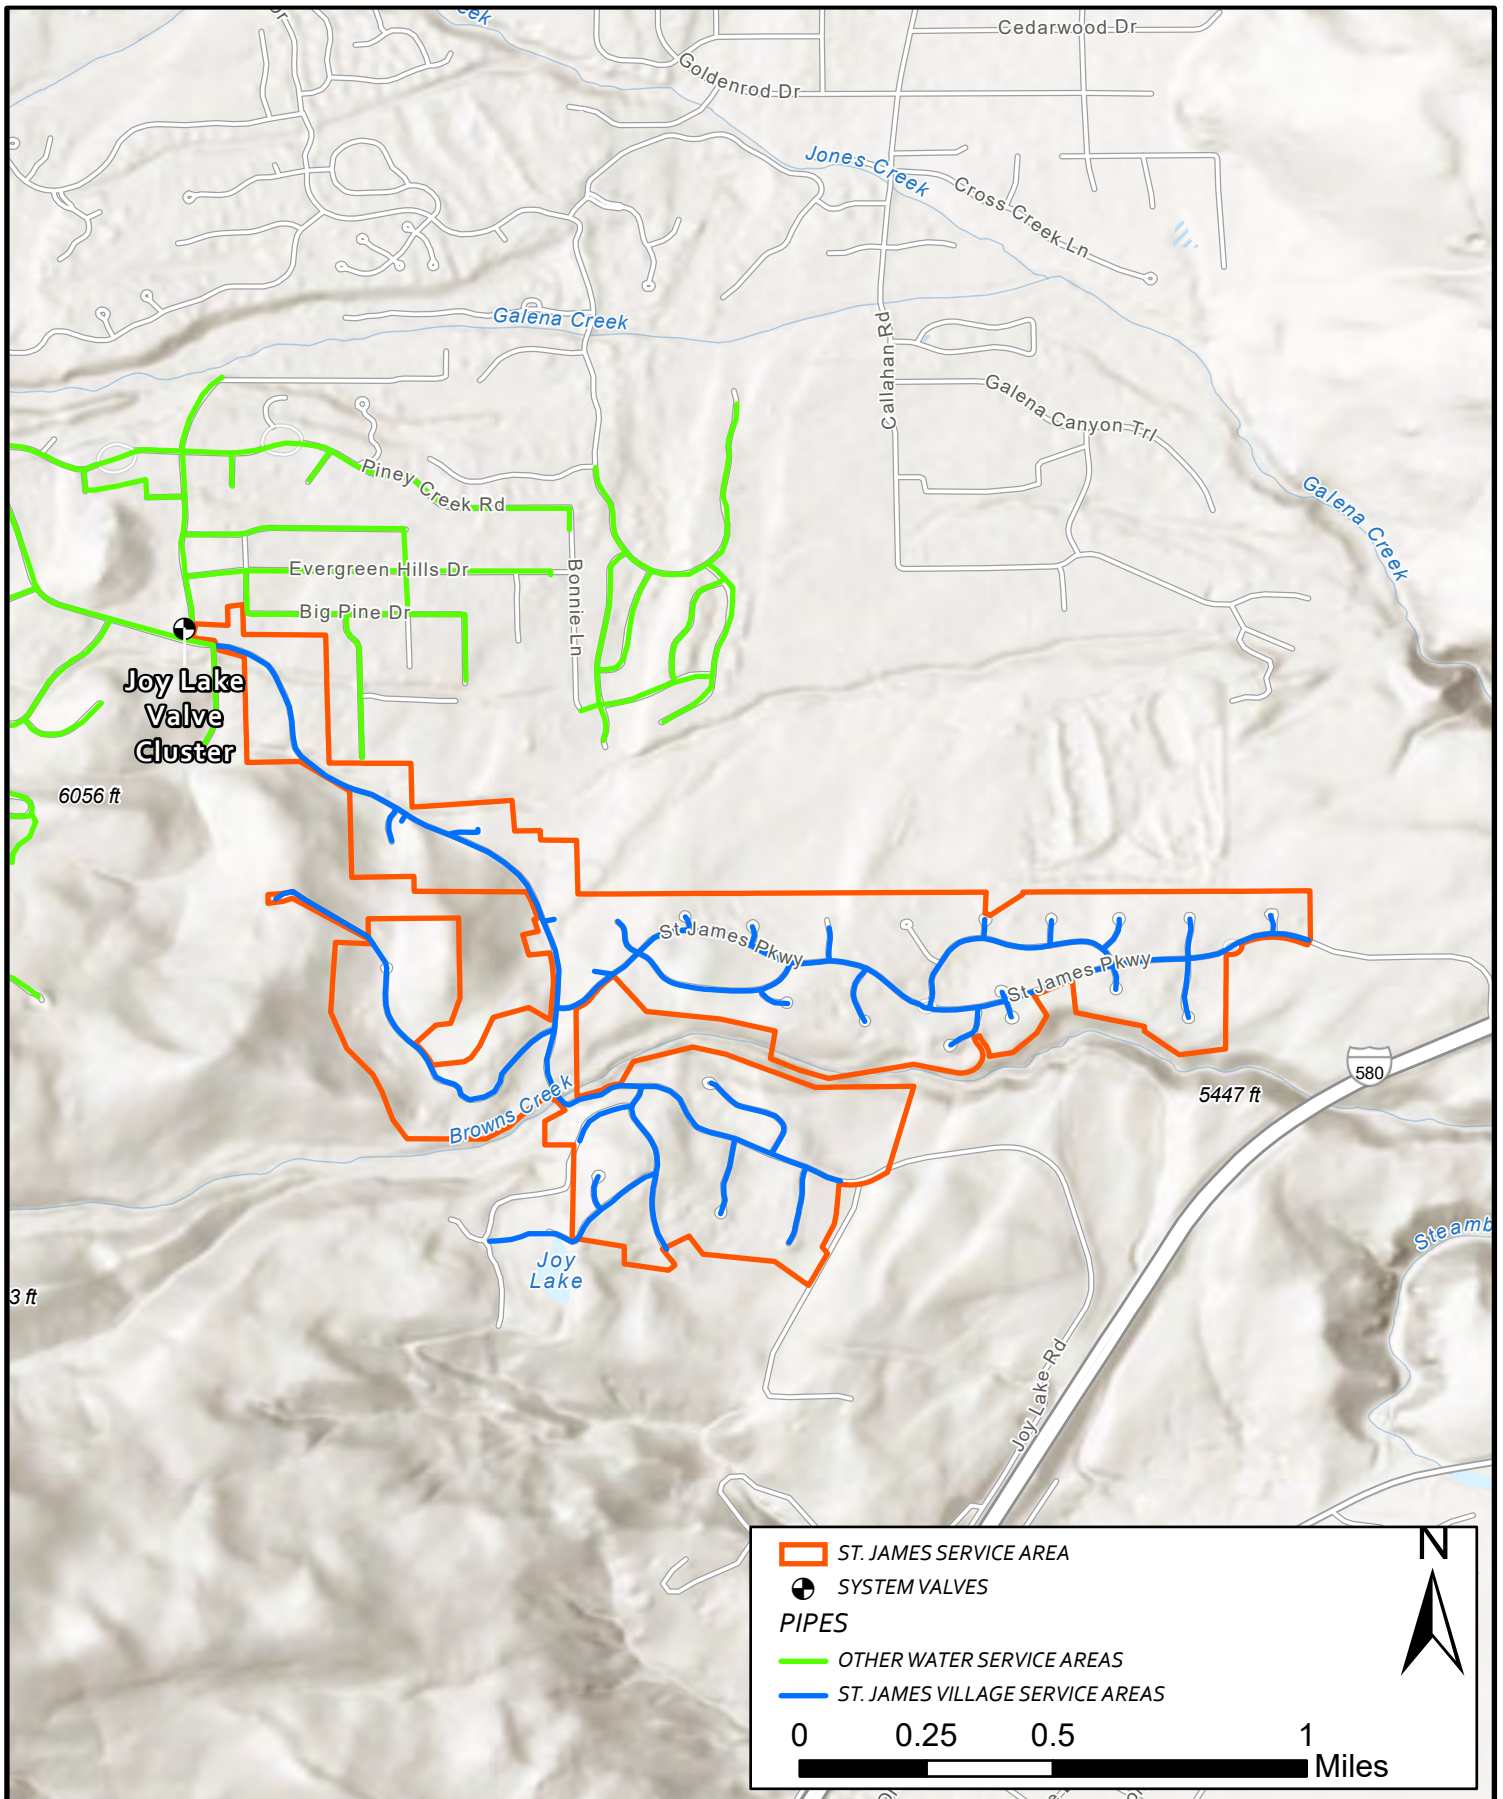 eek
Dr
Cedarwood Dr
Goldenrod Dr
Jones Creek
Cross Creek Ln
Galena Creek
Callahan Rd
Galena Canyon Trl
Piney Creek Rd
Galena Creek
Evergreen Hills Dr
Bonnie Ln
Big Pine Dr
Joy Lake
Valve
Cluster
6056 ft
St James Pkwy
St James Pkwy
580
5447 ft
Browns Creek
Steamb
Joy
Lake
3 ft
Joy Lake Rd
N
ST. JAMES SERVICE AREA
SYSTEM VALVES
PIPES
OTHER WATER SERVICE AREAS
ST. JAMES VILLAGE SERVICE AREAS
0 0.25 0.5 1
Miles